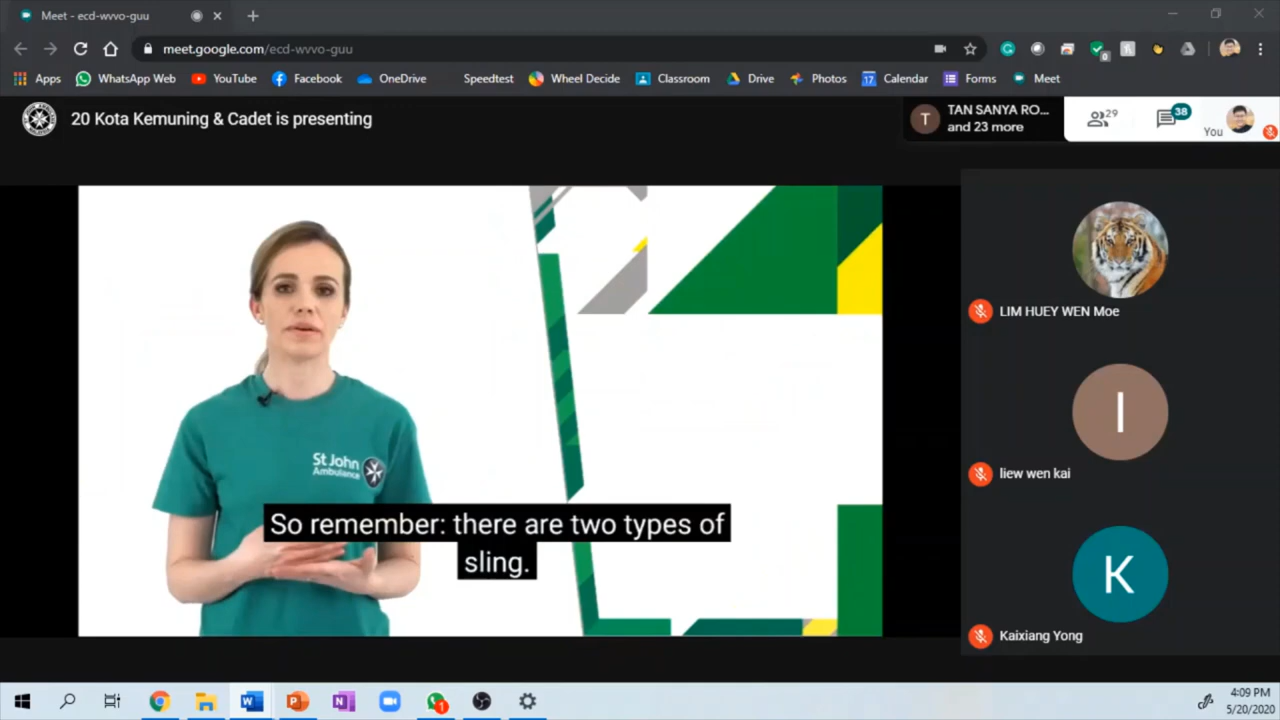 Meet - ecd-wvvo-guu
meet.google.com/ecd-wvvo-guu
0
Apps WhatsApp Web YouTube Facebook OneDrive Speedtest Wheel Decide Classroom Drive 17 Calendar Photos Forms Meet
20 Kota Kemuning & Cadet is presenting
T
TAN SANYA RO...
and 23 more
29
38
You
LIM HUEY WEN Moe
I
liew wen kai
K
Kaixiang Yong
St John
Ambulance
So remember: there are two types of
sling.
1
4:09 PM
5/20/2020